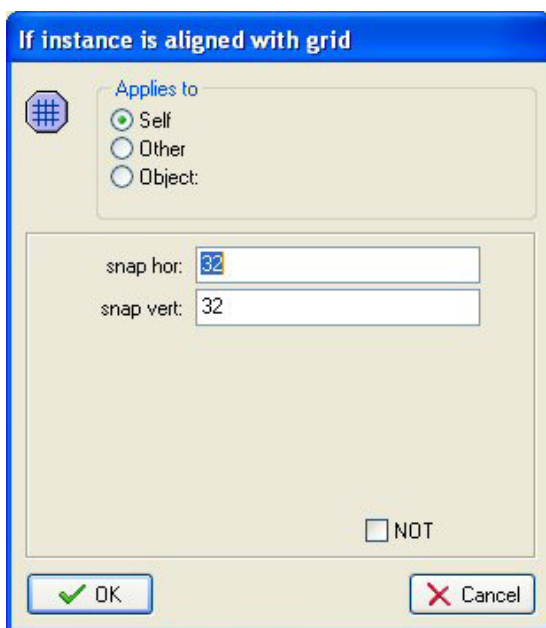 If instance is aligned with grid
Applies to
Self
Other
Object:
snap hor: 32
snap vert: 32
NOT
OK
Cancel